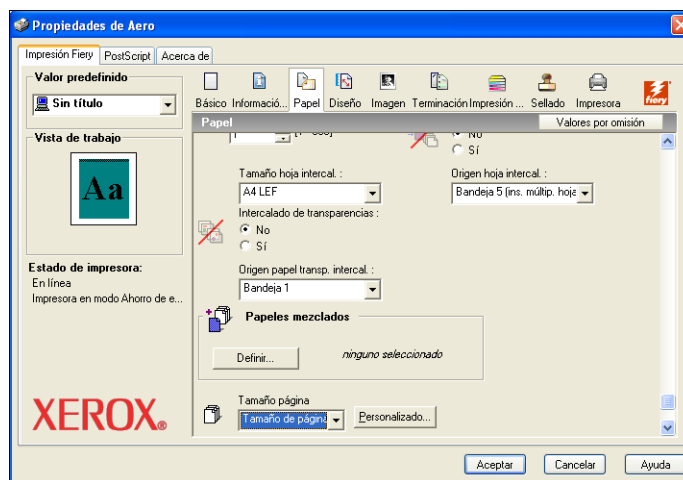 Propiedades de Aero
Impresión Fiery PostScript Acerca de
Valor predefinido
Sin título
Básico Informació... Papel Diseño Imagen Terminación Impresión ... Sellado Impresora
fiery
Papel Valores por omisión
Vista de trabajo
No
Sí
Aa
Tamaño hoja intercal. : Origen hoja intercal. :
A4 LEF Bandeja 5 (ins. múltip. hoja
Intercalado de transparencias :
No
Sí
Estado de impresora:
En línea
Impresora en modo Ahorro de e...
Origen papel transp. intercal. :
Bandeja 1
Papeles mezclados
Definir... ninguno seleccionado
Tamaño página
Tamaño de página Personalizado...
XEROX®
Aceptar Cancelar Ayuda